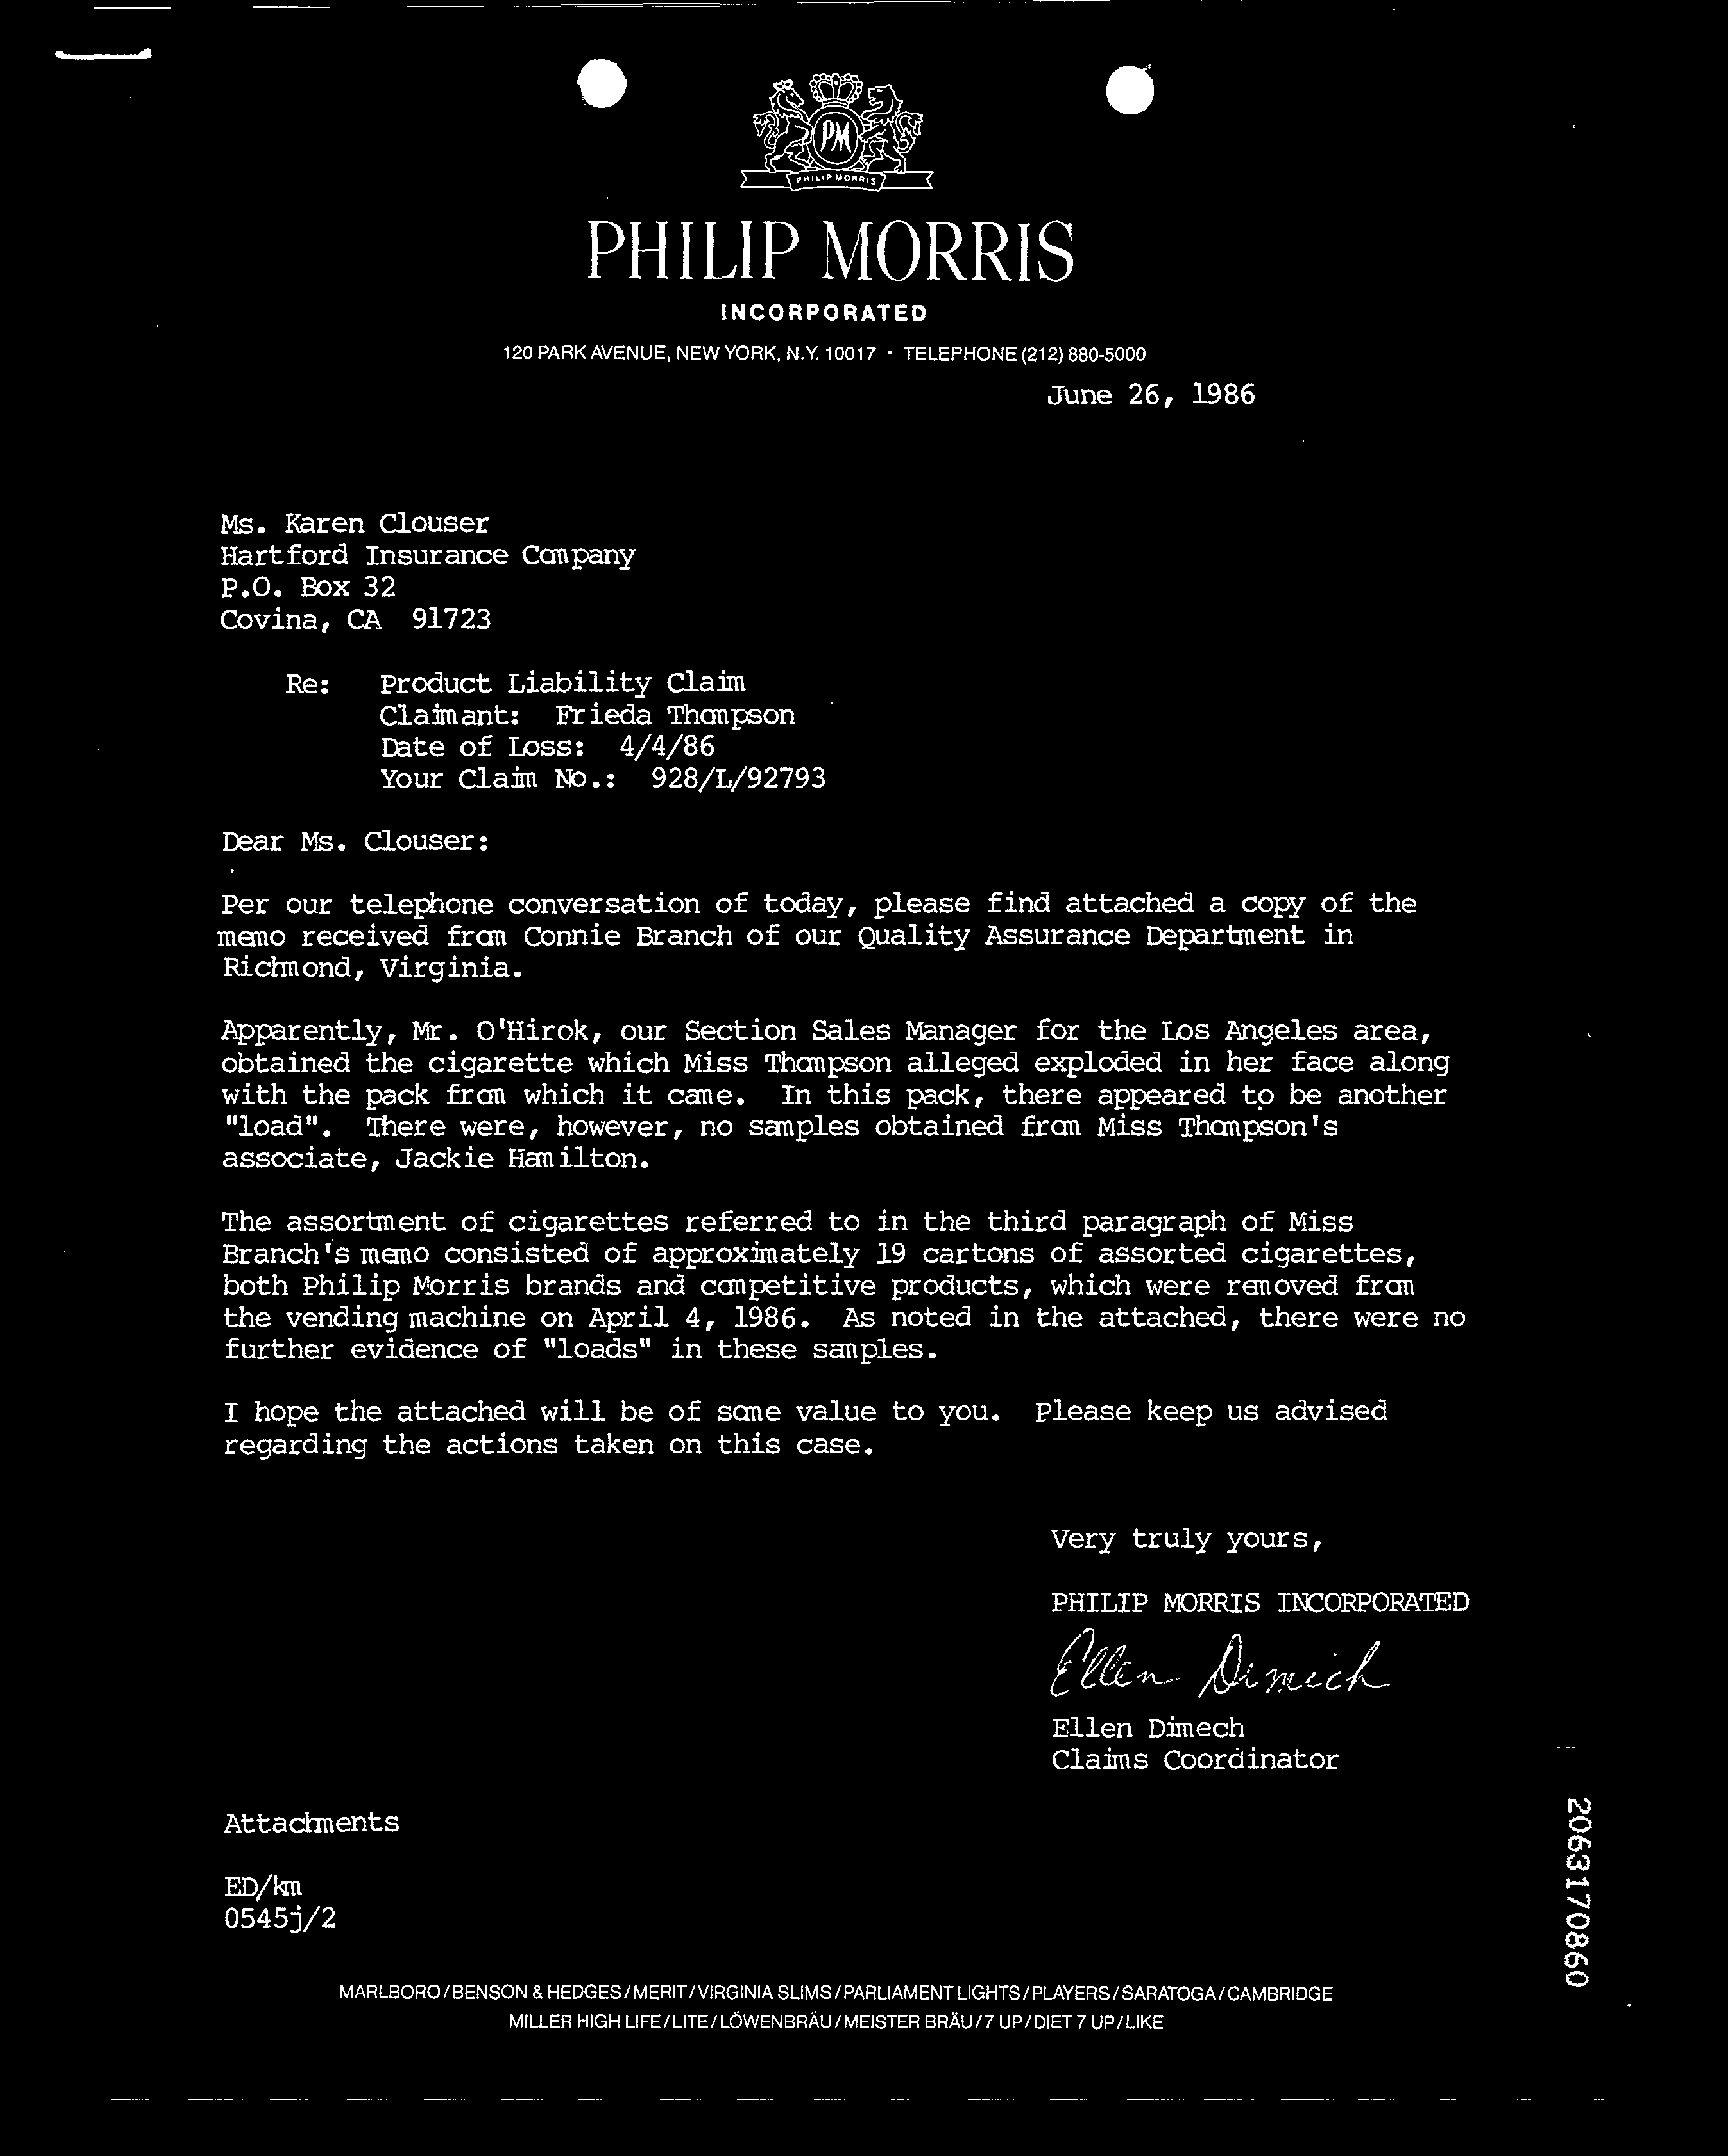 PM
PHILIP MORRIS
PHILIP MORRIS
INCORPORATED
120 PARK AVENUE, NEW YORK, N.Y. 10017 • TELEPHONE (212) 880-5000
June 26, 1986
Ms. Karen Clouser
Hartford Insurance Company
P.O. Box 32
Covina, CA 91723
Re: Product Liability Claim
Claimant: Frieda Thompson
Date of Loss: 4/4/86
Your Claim No.: 928/L/92793
Dear Ms. Clouser:
Per our telephone conversation of today, please find attached a copy of the
memo received from Connie Branch of our Quality Assurance Department in
Richmond, Virginia.
Apparently, Mr. O'Hirok, our Section Sales Manager for the Los Angeles area,
obtained the cigarette which Miss Thompson alleged exploded in her face along
with the pack from which it came. In this pack, there appeared to be another
"load". There were, however, no samples obtained from Miss Thompson's
associate, Jackie Hamilton.
The assortment of cigarettes referred to in the third paragraph of Miss
Branch's memo consisted of approximately 19 cartons of assorted cigarettes,
both Philip Morris brands and competitive products, which were removed from
the vending machine on April 4, 1986. As noted in the attached, there were no
further evidence of "loads" in these samples.
I hope the attached will be of some value to you. Please keep us advised
regarding the actions taken on this case.
Very truly yours,
PHILIP MORRIS INCORPORATED
Ellen Dimech
Ellen Dimech
Claims Coordinator
Attachments
ED/km
0545j/2
2063170860
MARLBORO/BENSON & HEDGES/MERIT/VIRGINIA SLIMS/PARLIAMENT LIGHTS/PLAYERS/SARATOGA/CAMBRIDGE
MILLER HIGH LIFE/LITE/LÖWENBRÄU/MEISTER BRÄU/7 UP/DIET 7 UP/LIKE